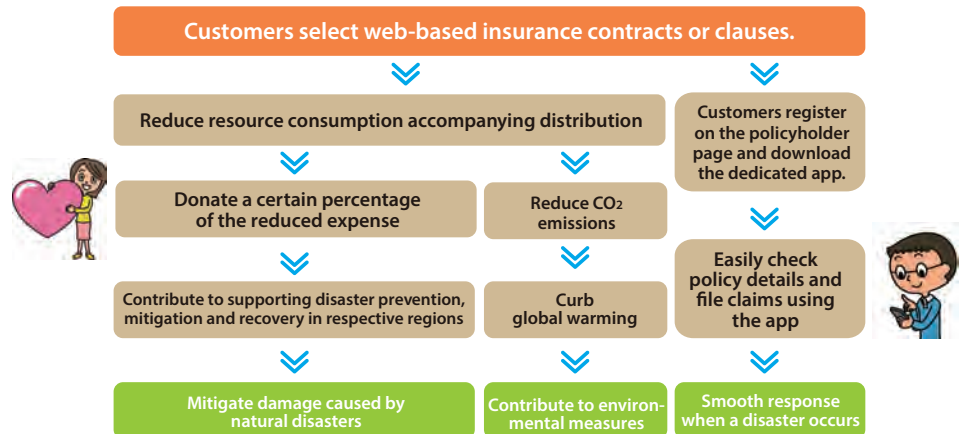 Customers select web-based insurance contracts or clauses.
Reduce resource consumption accompanying distribution
Customers register
on the policyholder
page and download
the dedicated app.
Donate a certain percentage
of the reduced expense
Reduce CO₂
emissions
Easily check
policy details and
file claims using
the app
Contribute to supporting disaster prevention,
mitigation and recovery in respective regions
Curb
global warming
Mitigate damage caused by
natural disasters
Contribute to environ-
mental measures
Smooth response
when a disaster occurs